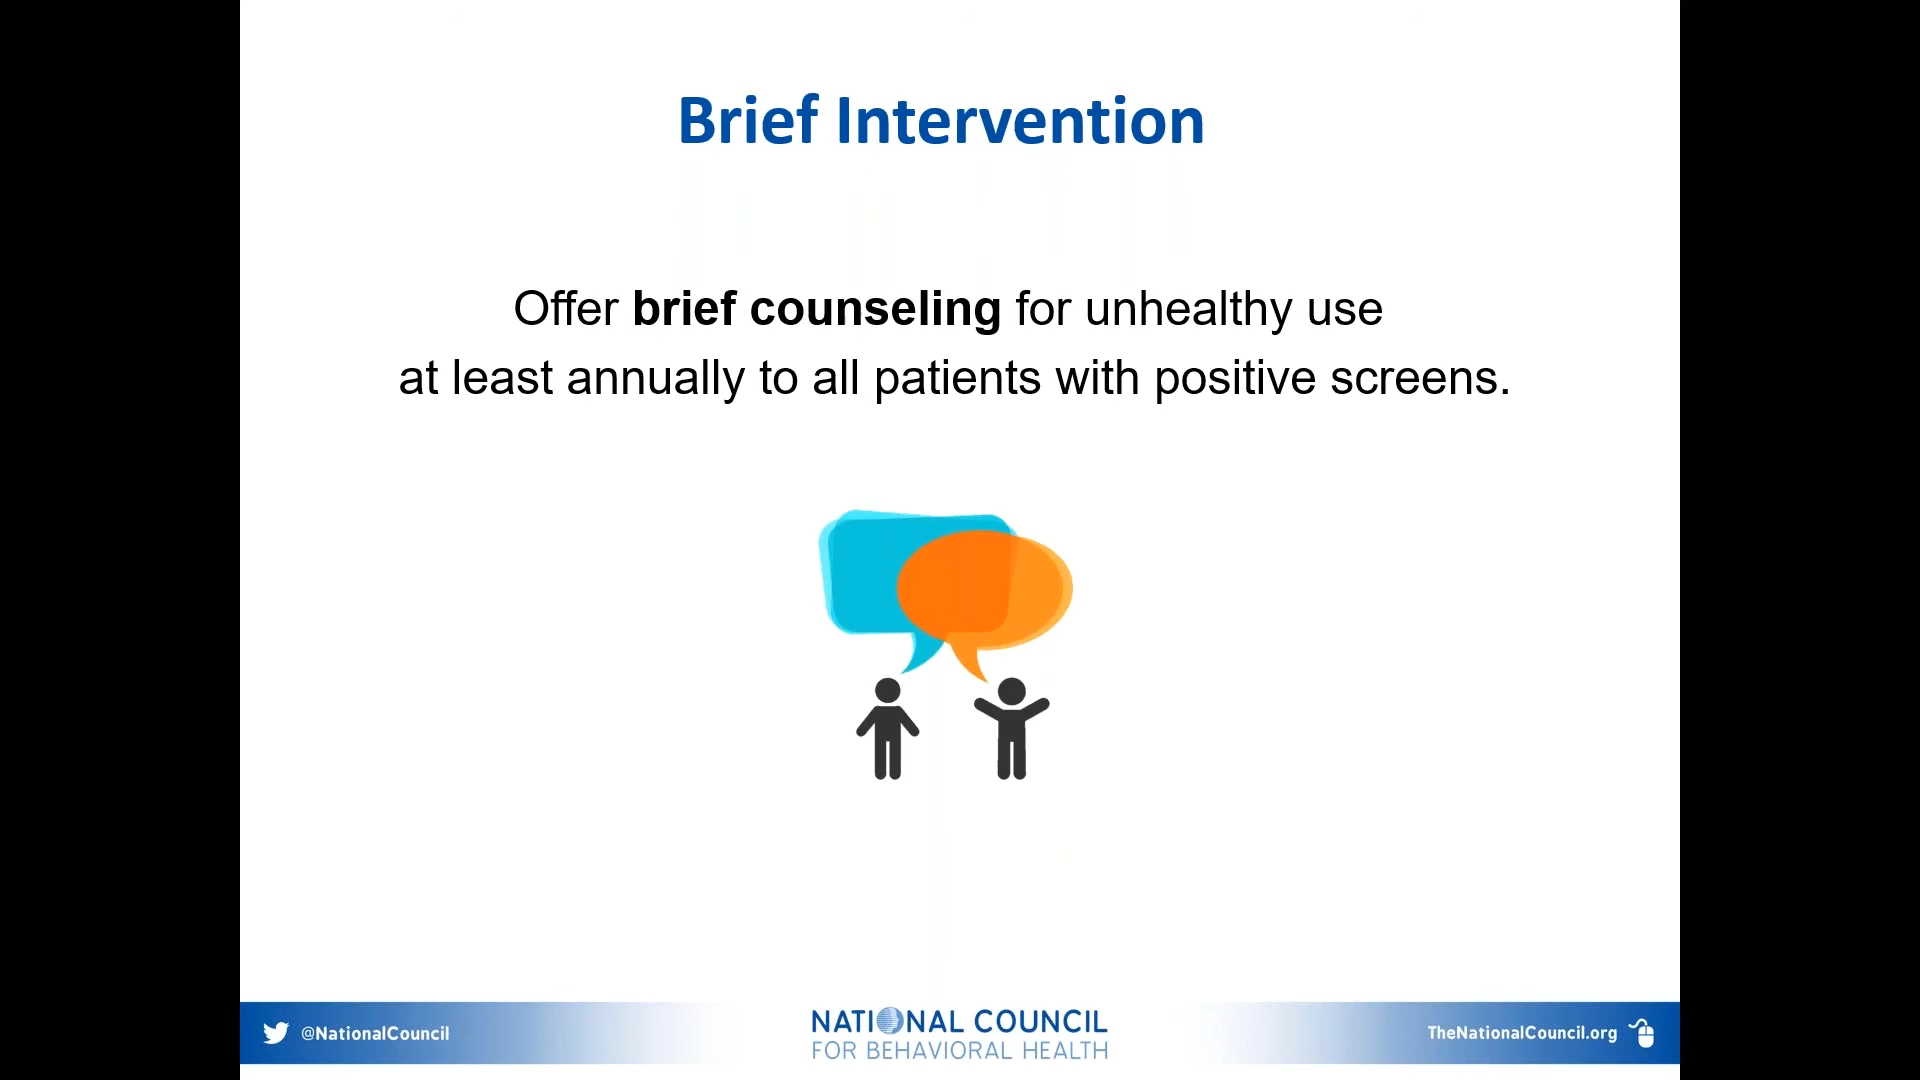 Brief Intervention
Offer brief counseling for unhealthy use
at least annually to all patients with positive screens.
@NationalCouncil
NATIONAL COUNCIL
FOR BEHAVIORAL HEALTH
TheNationalCouncil.org